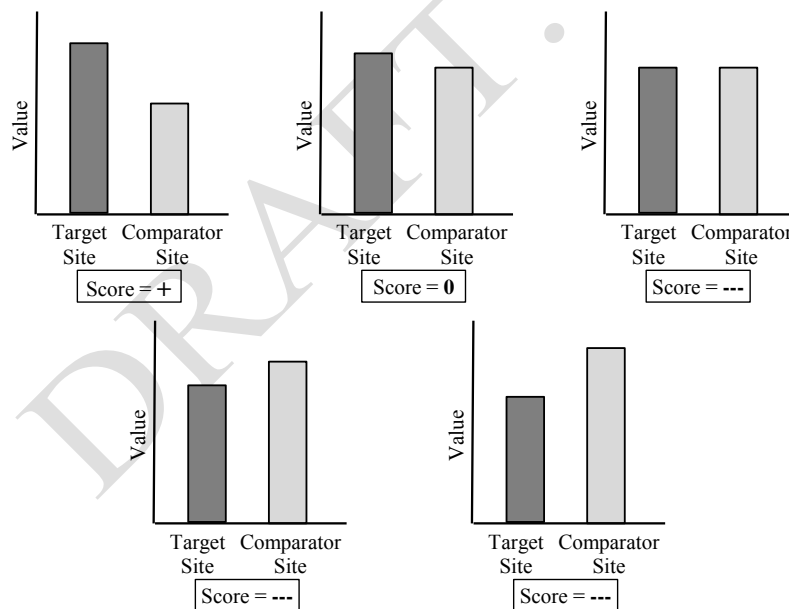 DRAFT.
Value
Target Site
Comparator Site
Score = +
Value
Target Site
Comparator Site
Score = 0
Value
Target Site
Comparator Site
Score = ---
Value
Target Site
Comparator Site
Score = ---
Value
Target Site
Comparator Site
Score = ---